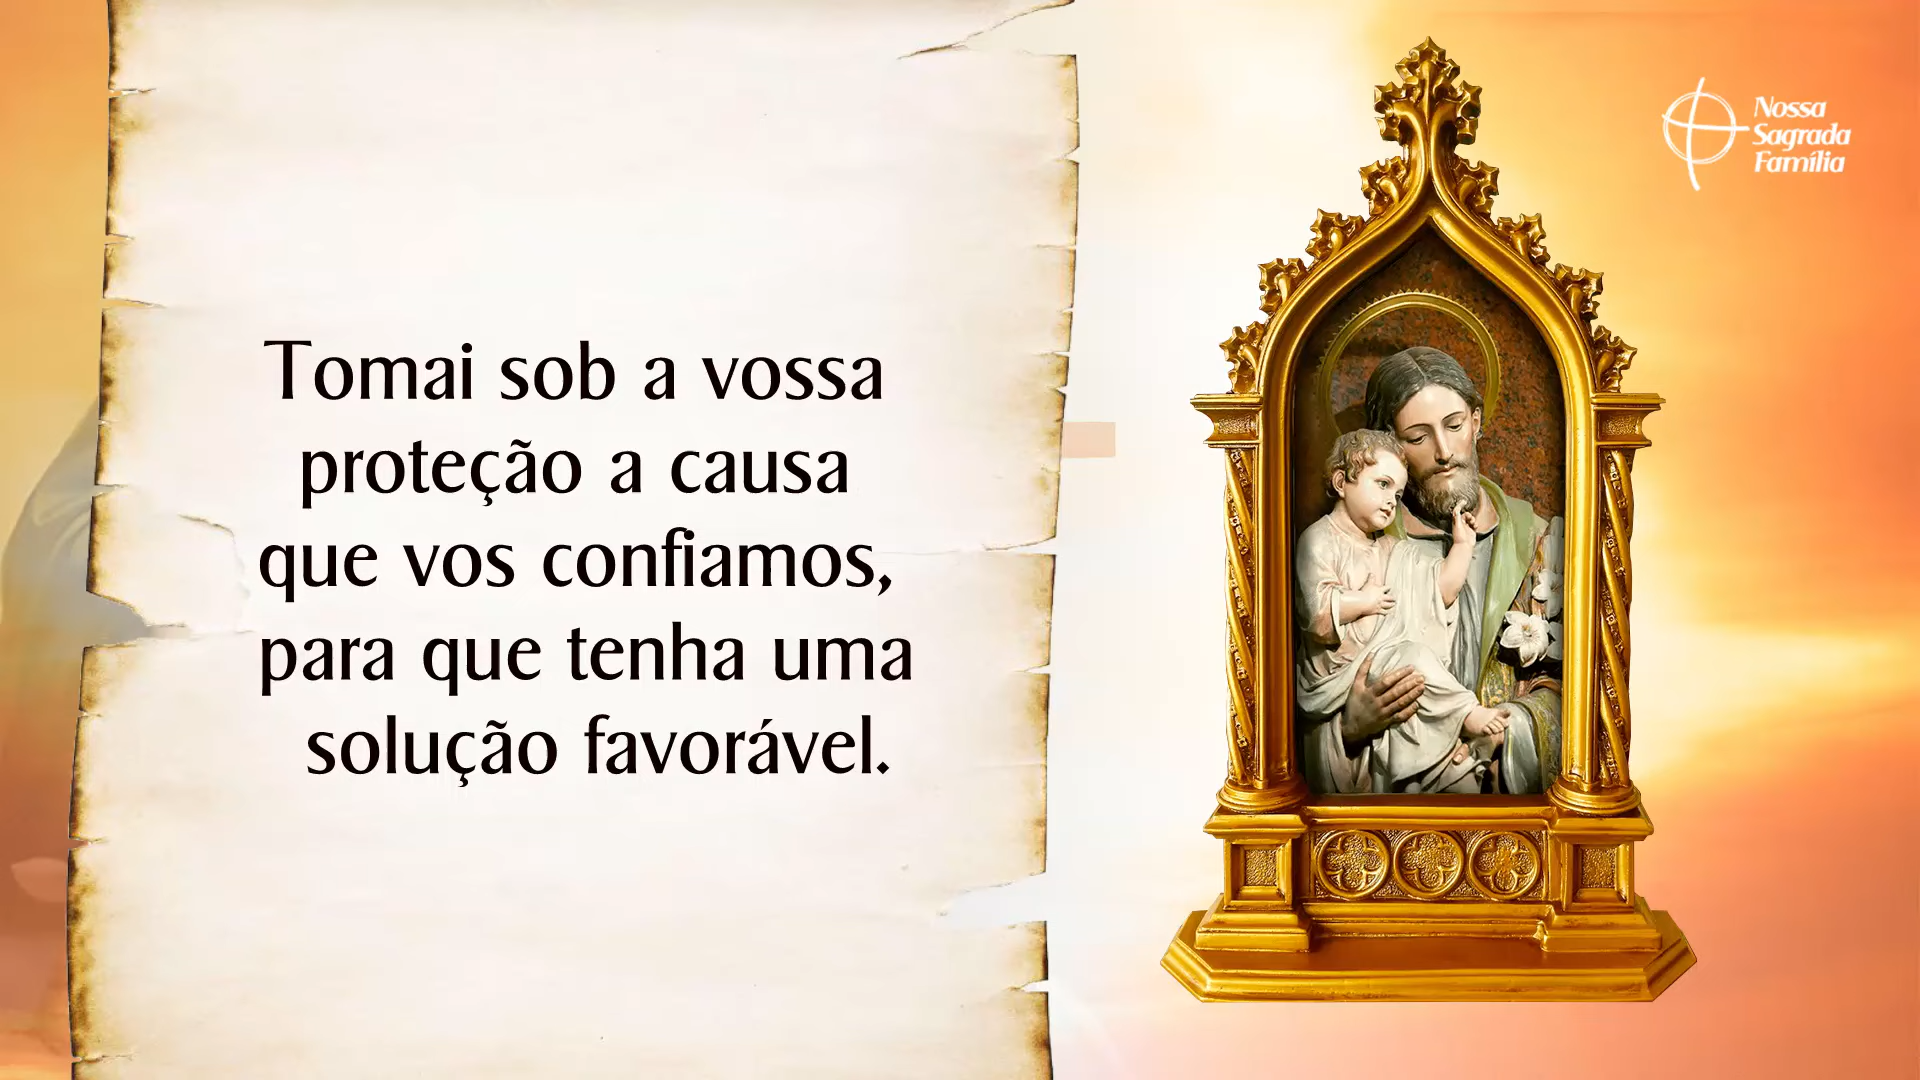 Tomai sob a vossa
proteção a causa
que vos confiamos,
para que tenha uma
solução favorável.
Nossa
Sagrada
Família